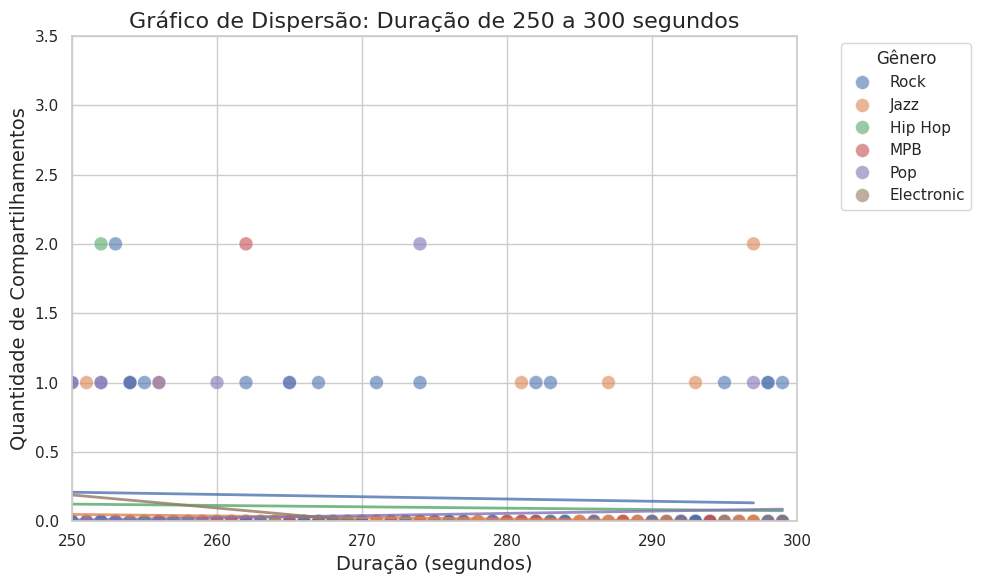 Gráfico de Dispersão: Duração de 250 a 300 segundos
3.5
3.0
2.5
2.0
1.5
1.0
0.5
0.0
Quantidade de Compartilhamentos
250
260
270
280
290
300
Duração (segundos)
Gênero
Rock
Jazz
Hip Hop
MPB
Pop
Electronic